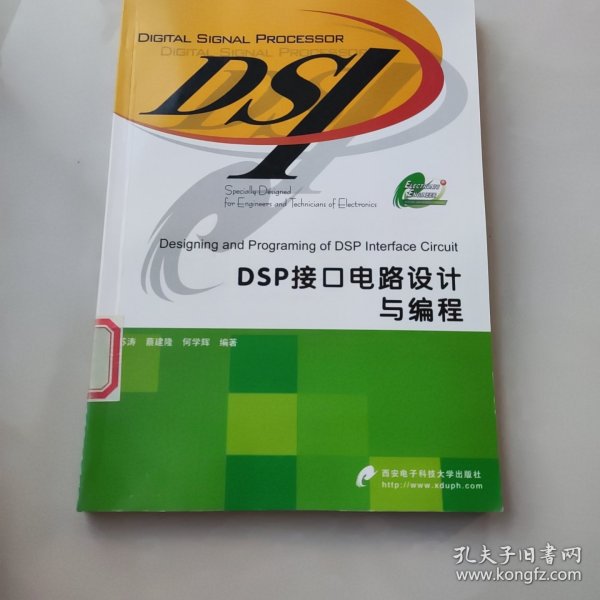 DIGITAL SIGNAL PROCESSOR
DIGITAL SIGNAL PROCESSOR
DSP
Specially Designed
for Engineers and Technicians of Electronics
ELECTRONIC
ENGINEER
Designing and Programing of DSP Interface Circuit
DSP接口电路设计
与编程
苏涛 蔡建隆 何学辉 编著
西安电子科技大学出版社
http://www.xduph.com
孔夫子旧书网
www.kongfz.com